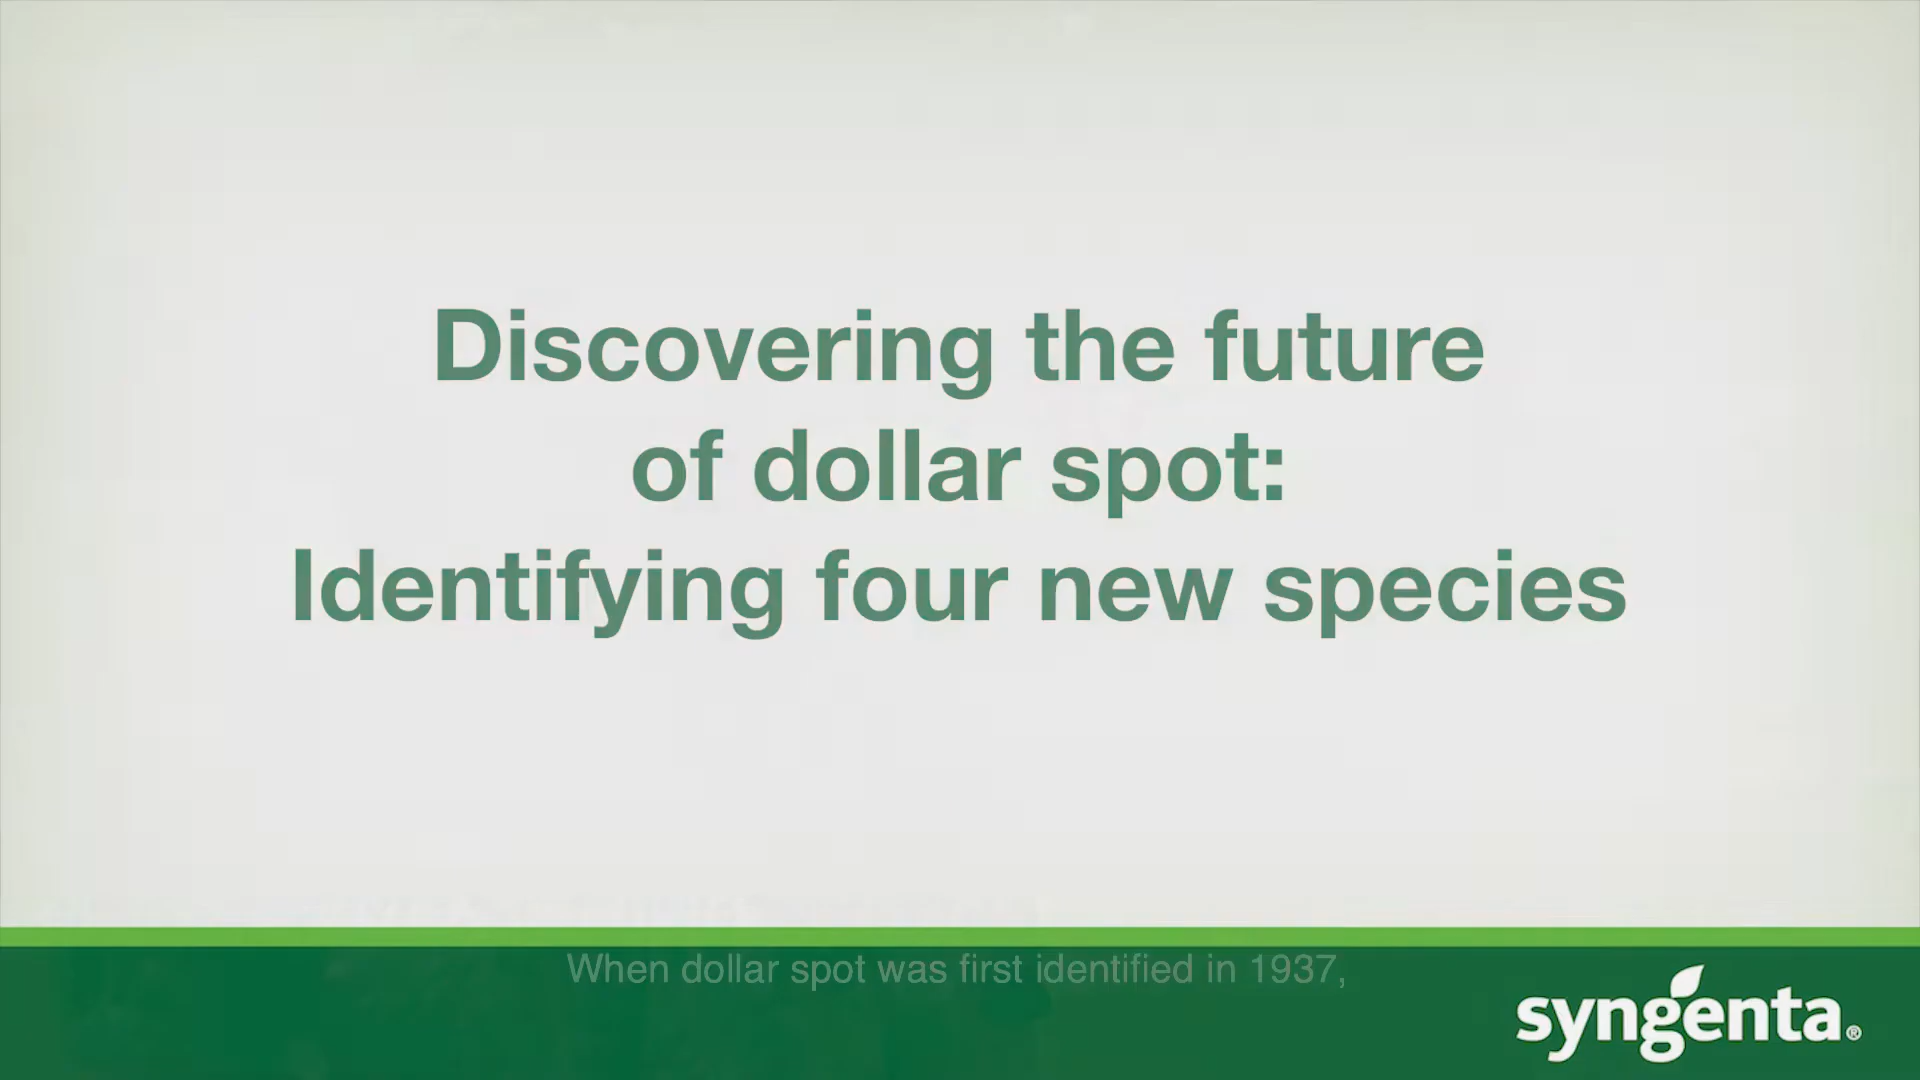 Discovering the future
of dollar spot:
Identifying four new species
When dollar spot was first identified in 1937,
syngenta®